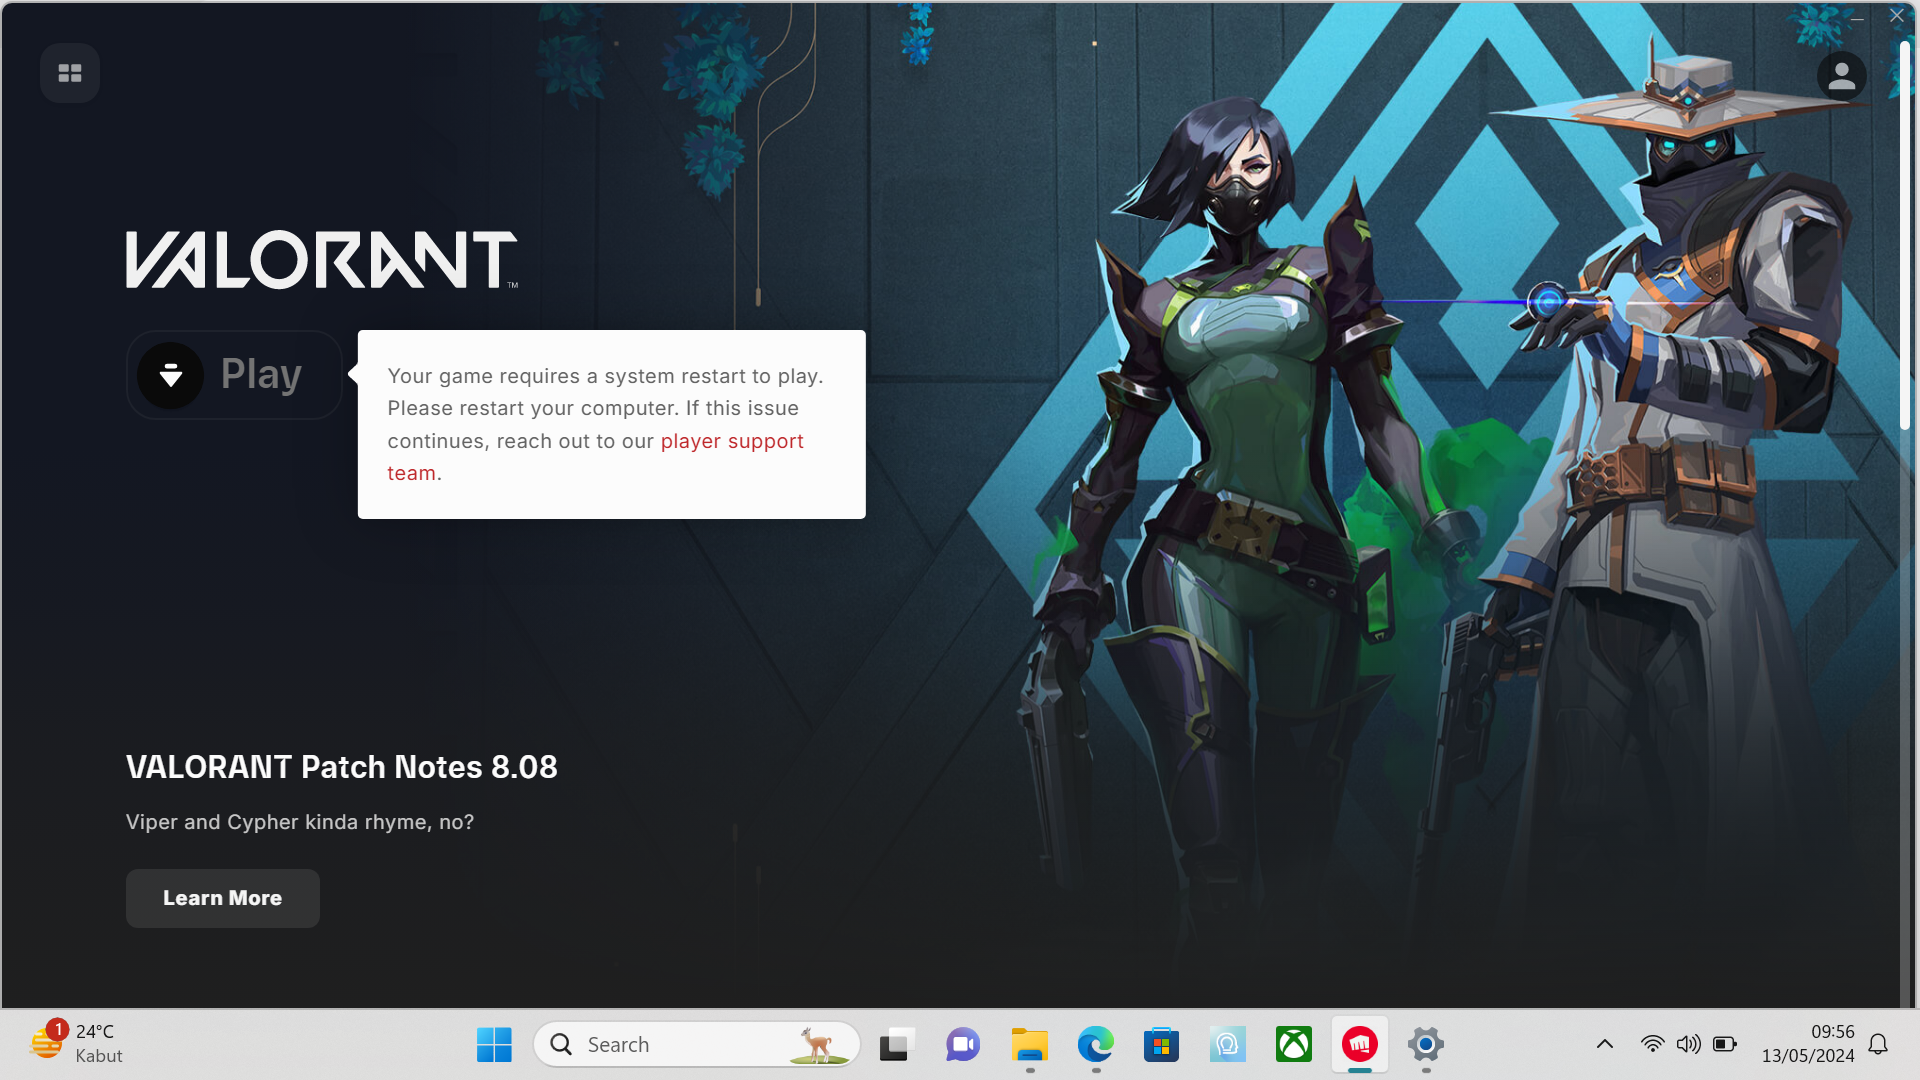 VALORANT™
Play
Your game requires a system restart to play.
Please restart your computer. If this issue
continues, reach out to our player support
team.
VALORANT Patch Notes 8.08
Viper and Cypher kinda rhyme, no?
Learn More
1
24°C
Kabut
Search
09:56
13/05/2024